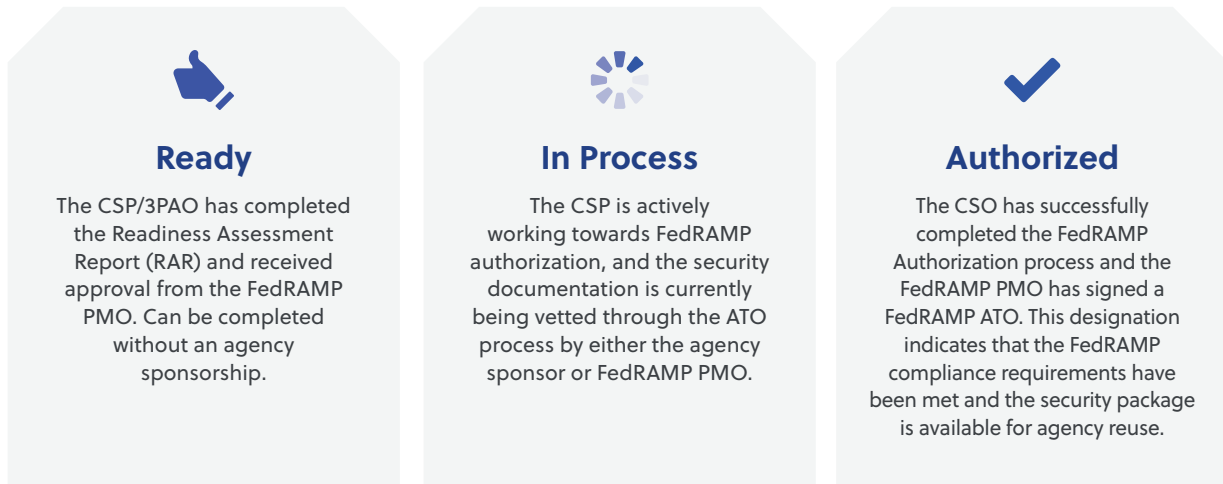 Ready
The CSP/3PAO has completed
the Readiness Assessment
Report (RAR) and received
approval from the FedRAMP
PMO. Can be completed
without an agency
sponsorship.
In Process
The CSP is actively
working towards FedRAMP
authorization, and the security
documentation is currently
being vetted through the ATO
process by either the agency
sponsor or FedRAMP PMO.
Authorized
The CSO has successfully
completed the FedRAMP
Authorization process and the
FedRAMP PMO has signed a
FedRAMP ATO. This designation
indicates that the FedRAMP
compliance requirements have
been met and the security package
is available for agency reuse.